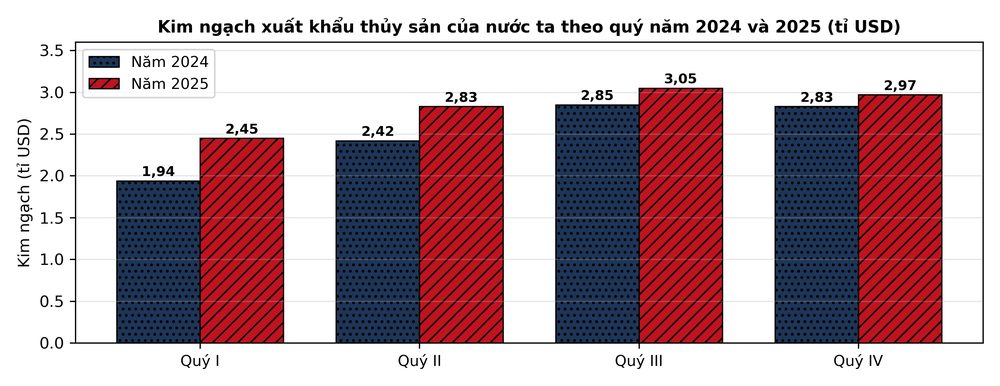 Kim ngạch xuất khẩu thủy sản của nước ta theo quý năm 2024 và 2025 (tỉ USD)
Kim ngạch (tỉ USD)
3.5
3.0
2.5
2.0
1.5
1.0
0.5
0.0
Năm 2024
Năm 2025
1,94
2,45
2,42
2,83
2,85
3,05
2,83
2,97
Quý I
Quý II
Quý III
Quý IV